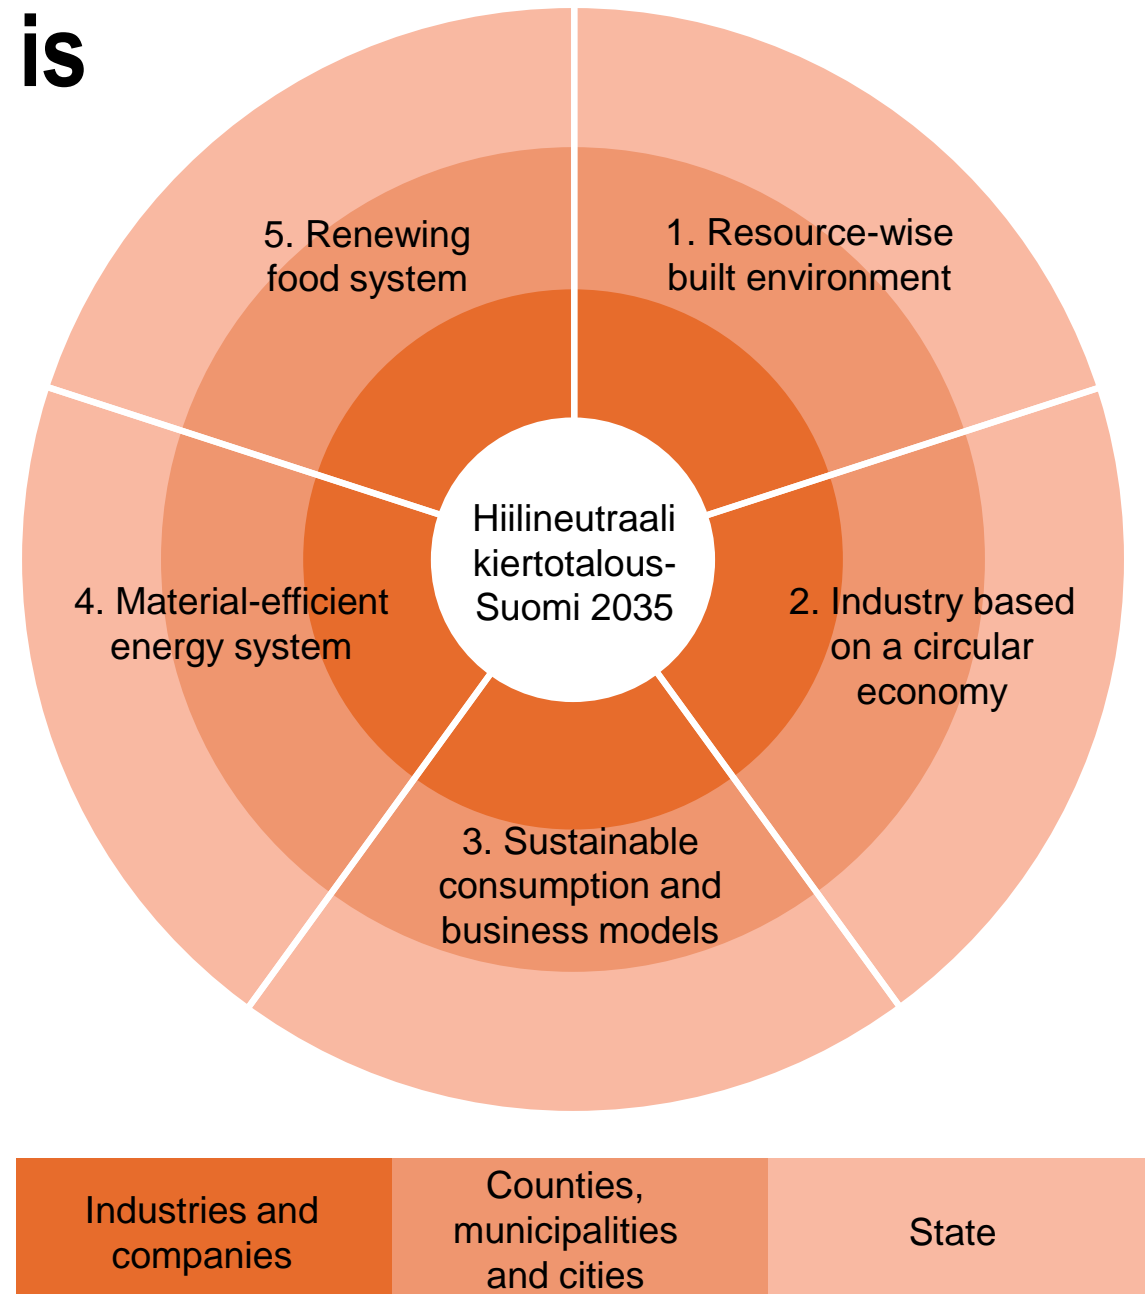 is
5. Renewing
food system
1. Resource-wise
built environment
Hiilineutraali
kiertotalous-
Suomi 2035
4. Material-efficient
energy system
2. Industry based
on a circular
economy
3. Sustainable
consumption and
business models
Industries and
companies
Counties,
municipalities
and cities
State